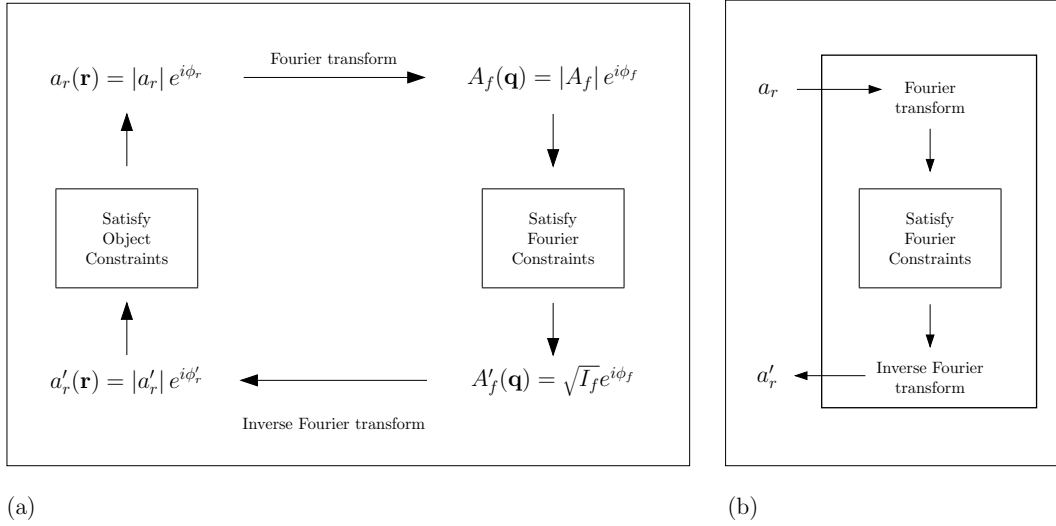 a_r(r) = |a_r| e^{iϕ_r}
Fourier transform
A_f(q) = |A_f| e^{iϕ_f}
Satisfy
Object
Constraints
Satisfy
Fourier
Constraints
a′_r(r) = |a′_r| e^{iϕ′_r}
Inverse Fourier transform
A′_f(q) = √I_f e^{iϕ_f}
(a)
a_r
Fourier
transform
Satisfy
Fourier
Constraints
a′_r
Inverse Fourier
transform
(b)